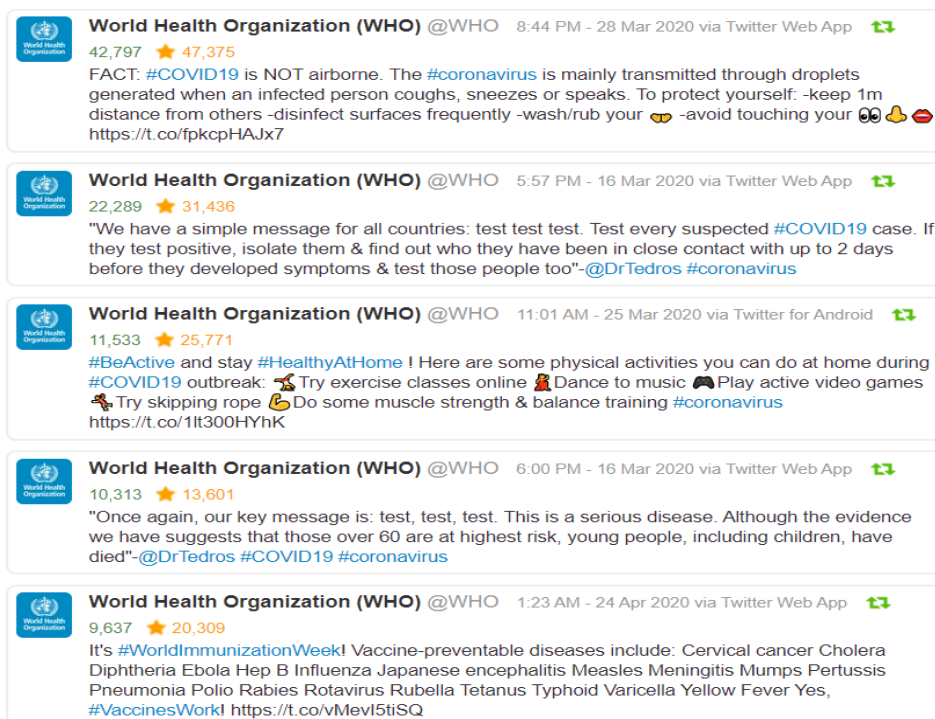 World Health Organization (WHO) @WHO 8:44 PM - 28 Mar 2020 via Twitter Web App
World Health Organization
42,797 47,375
FACT: #COVID19 is NOT airborne. The #coronavirus is mainly transmitted through droplets
generated when an infected person coughs, sneezes or speaks. To protect yourself: -keep 1m
distance from others -disinfect surfaces frequently -wash/rub your 👐 -avoid touching your 👀👃👄
https://t.co/fpkcpHAJx7
World Health Organization (WHO) @WHO 5:57 PM - 16 Mar 2020 via Twitter Web App
World Health Organization
22,289 31,436
"We have a simple message for all countries: test test test. Test every suspected #COVID19 case. If
they test positive, isolate them & find out who they have been in close contact with up to 2 days
before they developed symptoms & test those people too"-@DrTedros #coronavirus
World Health Organization (WHO) @WHO 11:01 AM - 25 Mar 2020 via Twitter for Android
World Health Organization
11,533 25,771
#BeActive and stay #HealthyAtHome ! Here are some physical activities you can do at home during
#COVID19 outbreak: 🤸Try exercise classes online 💃Dance to music 🎮Play active video games
🏃Try skipping rope 💪Do some muscle strength & balance training #coronavirus
https://t.co/1lt300HYhK
World Health Organization (WHO) @WHO 6:00 PM - 16 Mar 2020 via Twitter Web App
World Health Organization
10,313 13,601
"Once again, our key message is: test, test, test. This is a serious disease. Although the evidence
we have suggests that those over 60 are at highest risk, young people, including children, have
died"-@DrTedros #COVID19 #coronavirus
World Health Organization (WHO) @WHO 1:23 AM - 24 Apr 2020 via Twitter Web App
World Health Organization
9,637 20,309
It's #WorldImmunizationWeek! Vaccine-preventable diseases include: Cervical cancer Cholera
Diphtheria Ebola Hep B Influenza Japanese encephalitis Measles Meningitis Mumps Pertussis
Pneumonia Polio Rabies Rotavirus Rubella Tetanus Typhoid Varicella Yellow Fever Yes,
#VaccinesWork! https://t.co/vMevI5tiSQ